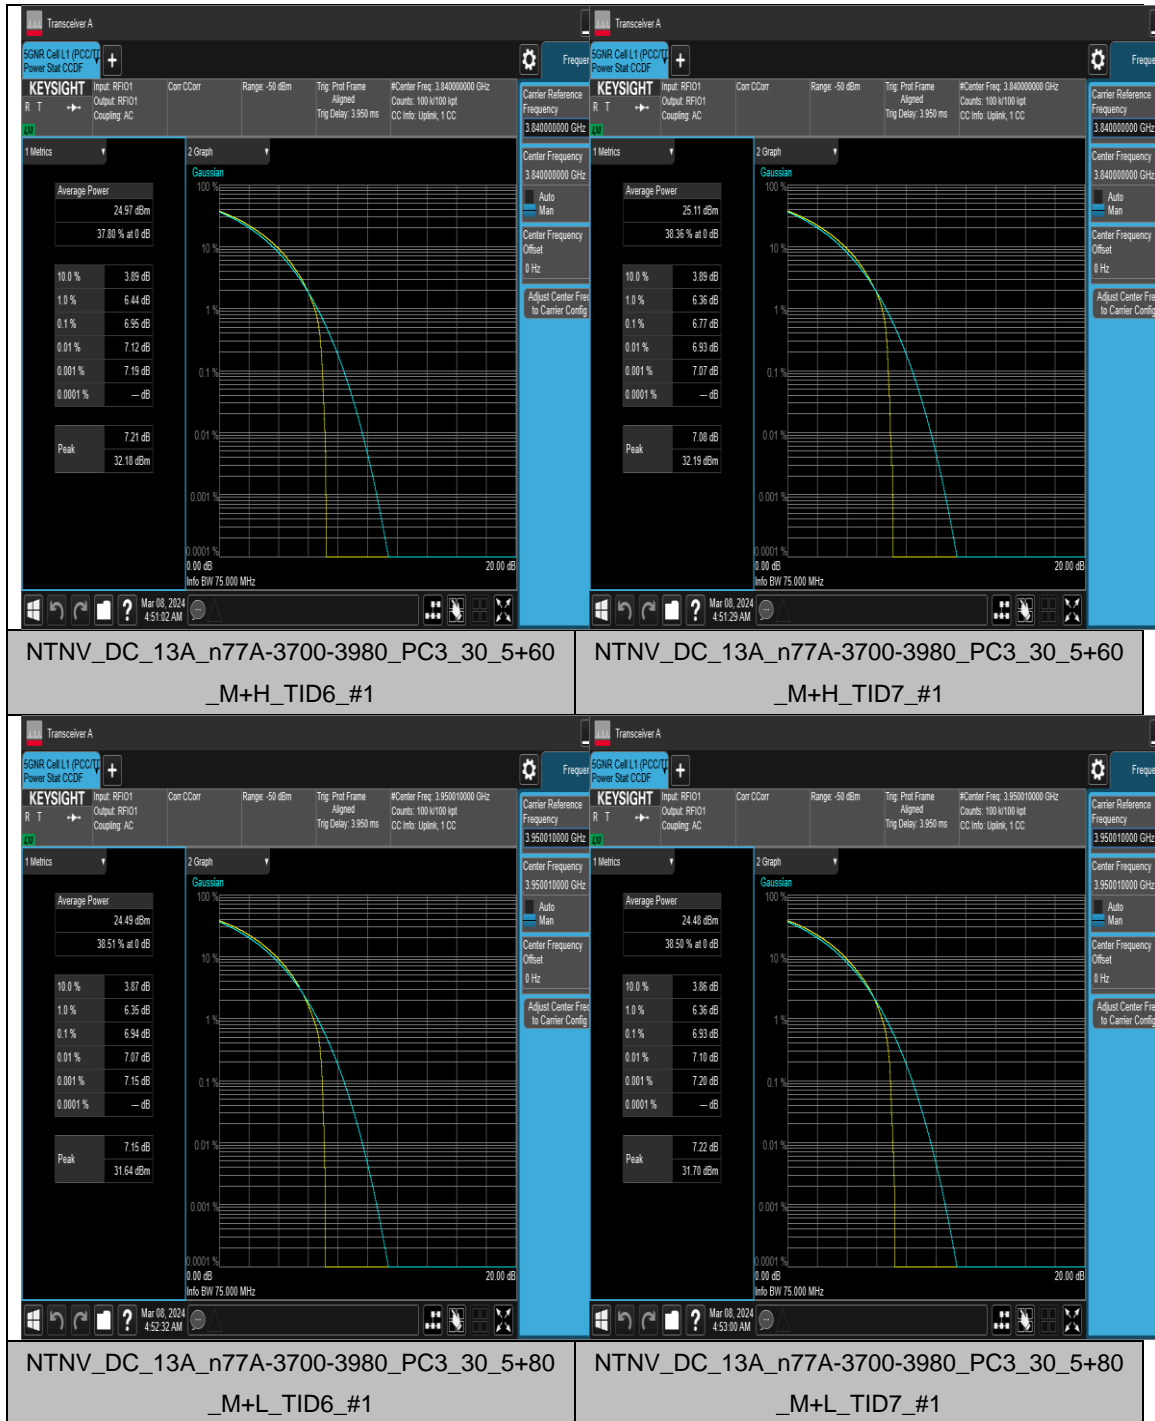 Transceiver A
5GNR Cell L1 (PCC/T
Power Stat CCDF
+
Freque
KEYSIGHT
R T
LXI
Input: RFIO1
Output: RFIO1
Coupling: AC
Corr CCorr
Range: -50 dBm
Trig: Prot Frame
Aligned
Trig Delay: 3.950 ms
#Center Freq: 3.840000000 GHz
Counts: 100 k/100 kpt
CC Info: Uplink, 1 CC
Carrier Reference
Frequency
3.840000000 GHz
Center Frequency
3.840000000 GHz
Auto
Man
Center Frequency
Offset
0 Hz
Adjust Center Freq
to Carrier Config
1 Metrics
2 Graph
Gaussian
Average Power
24.97 dBm
37.80 % at 0 dB
10.0 % 3.89 dB
1.0 % 6.44 dB
0.1 % 6.95 dB
0.01 % 7.12 dB
0.001 % 7.19 dB
0.0001 % --- dB
Peak
7.21 dB
32.18 dBm
100 %
10 %
1 %
0.1 %
0.01 %
0.001 %
0.0001 %
0.00 dB
20.00 dB
Info BW 75.000 MHz
?
Mar 08, 2024
4:51:02 AM
Transceiver A
5GNR Cell L1 (PCC/T
Power Stat CCDF
+
Freque
KEYSIGHT
R T
LXI
Input: RFIO1
Output: RFIO1
Coupling: AC
Corr CCorr
Range: -50 dBm
Trig: Prot Frame
Aligned
Trig Delay: 3.950 ms
#Center Freq: 3.840000000 GHz
Counts: 100 k/100 kpt
CC Info: Uplink, 1 CC
Carrier Reference
Frequency
3.840000000 GHz
Center Frequency
3.840000000 GHz
Auto
Man
Center Frequency
Offset
0 Hz
Adjust Center Fre
to Carrier Config
1 Metrics
2 Graph
Gaussian
Average Power
25.11 dBm
38.36 % at 0 dB
10.0 % 3.89 dB
1.0 % 6.36 dB
0.1 % 6.77 dB
0.01 % 6.93 dB
0.001 % 7.07 dB
0.0001 % --- dB
Peak
7.08 dB
32.19 dBm
100 %
10 %
1 %
0.1 %
0.01 %
0.001 %
0.0001 %
0.00 dB
20.00 dB
Info BW 75.000 MHz
?
Mar 08, 2024
4:51:29 AM
NTNV_DC_13A_n77A-3700-3980_PC3_30_5+60
_M+H_TID6_#1
NTNV_DC_13A_n77A-3700-3980_PC3_30_5+60
_M+H_TID7_#1
Transceiver A
5GNR Cell L1 (PCC/T
Power Stat CCDF
+
Freque
KEYSIGHT
R T
LXI
Input: RFIO1
Output: RFIO1
Coupling: AC
Corr CCorr
Range: -50 dBm
Trig: Prot Frame
Aligned
Trig Delay: 3.950 ms
#Center Freq: 3.950010000 GHz
Counts: 100 k/100 kpt
CC Info: Uplink, 1 CC
Carrier Reference
Frequency
3.950010000 GHz
Center Frequency
3.950010000 GHz
Auto
Man
Center Frequency
Offset
0 Hz
Adjust Center Freq
to Carrier Config
1 Metrics
2 Graph
Gaussian
Average Power
24.49 dBm
38.51 % at 0 dB
10.0 % 3.87 dB
1.0 % 6.35 dB
0.1 % 6.94 dB
0.01 % 7.07 dB
0.001 % 7.15 dB
0.0001 % --- dB
Peak
7.15 dB
31.64 dBm
100 %
10 %
1 %
0.1 %
0.01 %
0.001 %
0.0001 %
0.00 dB
20.00 dB
Info BW 75.000 MHz
?
Mar 08, 2024
4:52:32 AM
Transceiver A
5GNR Cell L1 (PCC/T
Power Stat CCDF
+
Freque
KEYSIGHT
R T
LXI
Input: RFIO1
Output: RFIO1
Coupling: AC
Corr CCorr
Range: -50 dBm
Trig: Prot Frame
Aligned
Trig Delay: 3.950 ms
#Center Freq: 3.950010000 GHz
Counts: 100 k/100 kpt
CC Info: Uplink, 1 CC
Carrier Reference
Frequency
3.950010000 GHz
Center Frequency
3.950010000 GHz
Auto
Man
Center Frequency
Offset
0 Hz
Adjust Center Fre
to Carrier Config
1 Metrics
2 Graph
Gaussian
Average Power
24.48 dBm
38.50 % at 0 dB
10.0 % 3.86 dB
1.0 % 6.36 dB
0.1 % 6.93 dB
0.01 % 7.10 dB
0.001 % 7.20 dB
0.0001 % --- dB
Peak
7.22 dB
31.70 dBm
100 %
10 %
1 %
0.1 %
0.01 %
0.001 %
0.0001 %
0.00 dB
20.00 dB
Info BW 75.000 MHz
?
Mar 08, 2024
4:53:00 AM
NTNV_DC_13A_n77A-3700-3980_PC3_30_5+80
_M+L_TID6_#1
NTNV_DC_13A_n77A-3700-3980_PC3_30_5+80
_M+L_TID7_#1